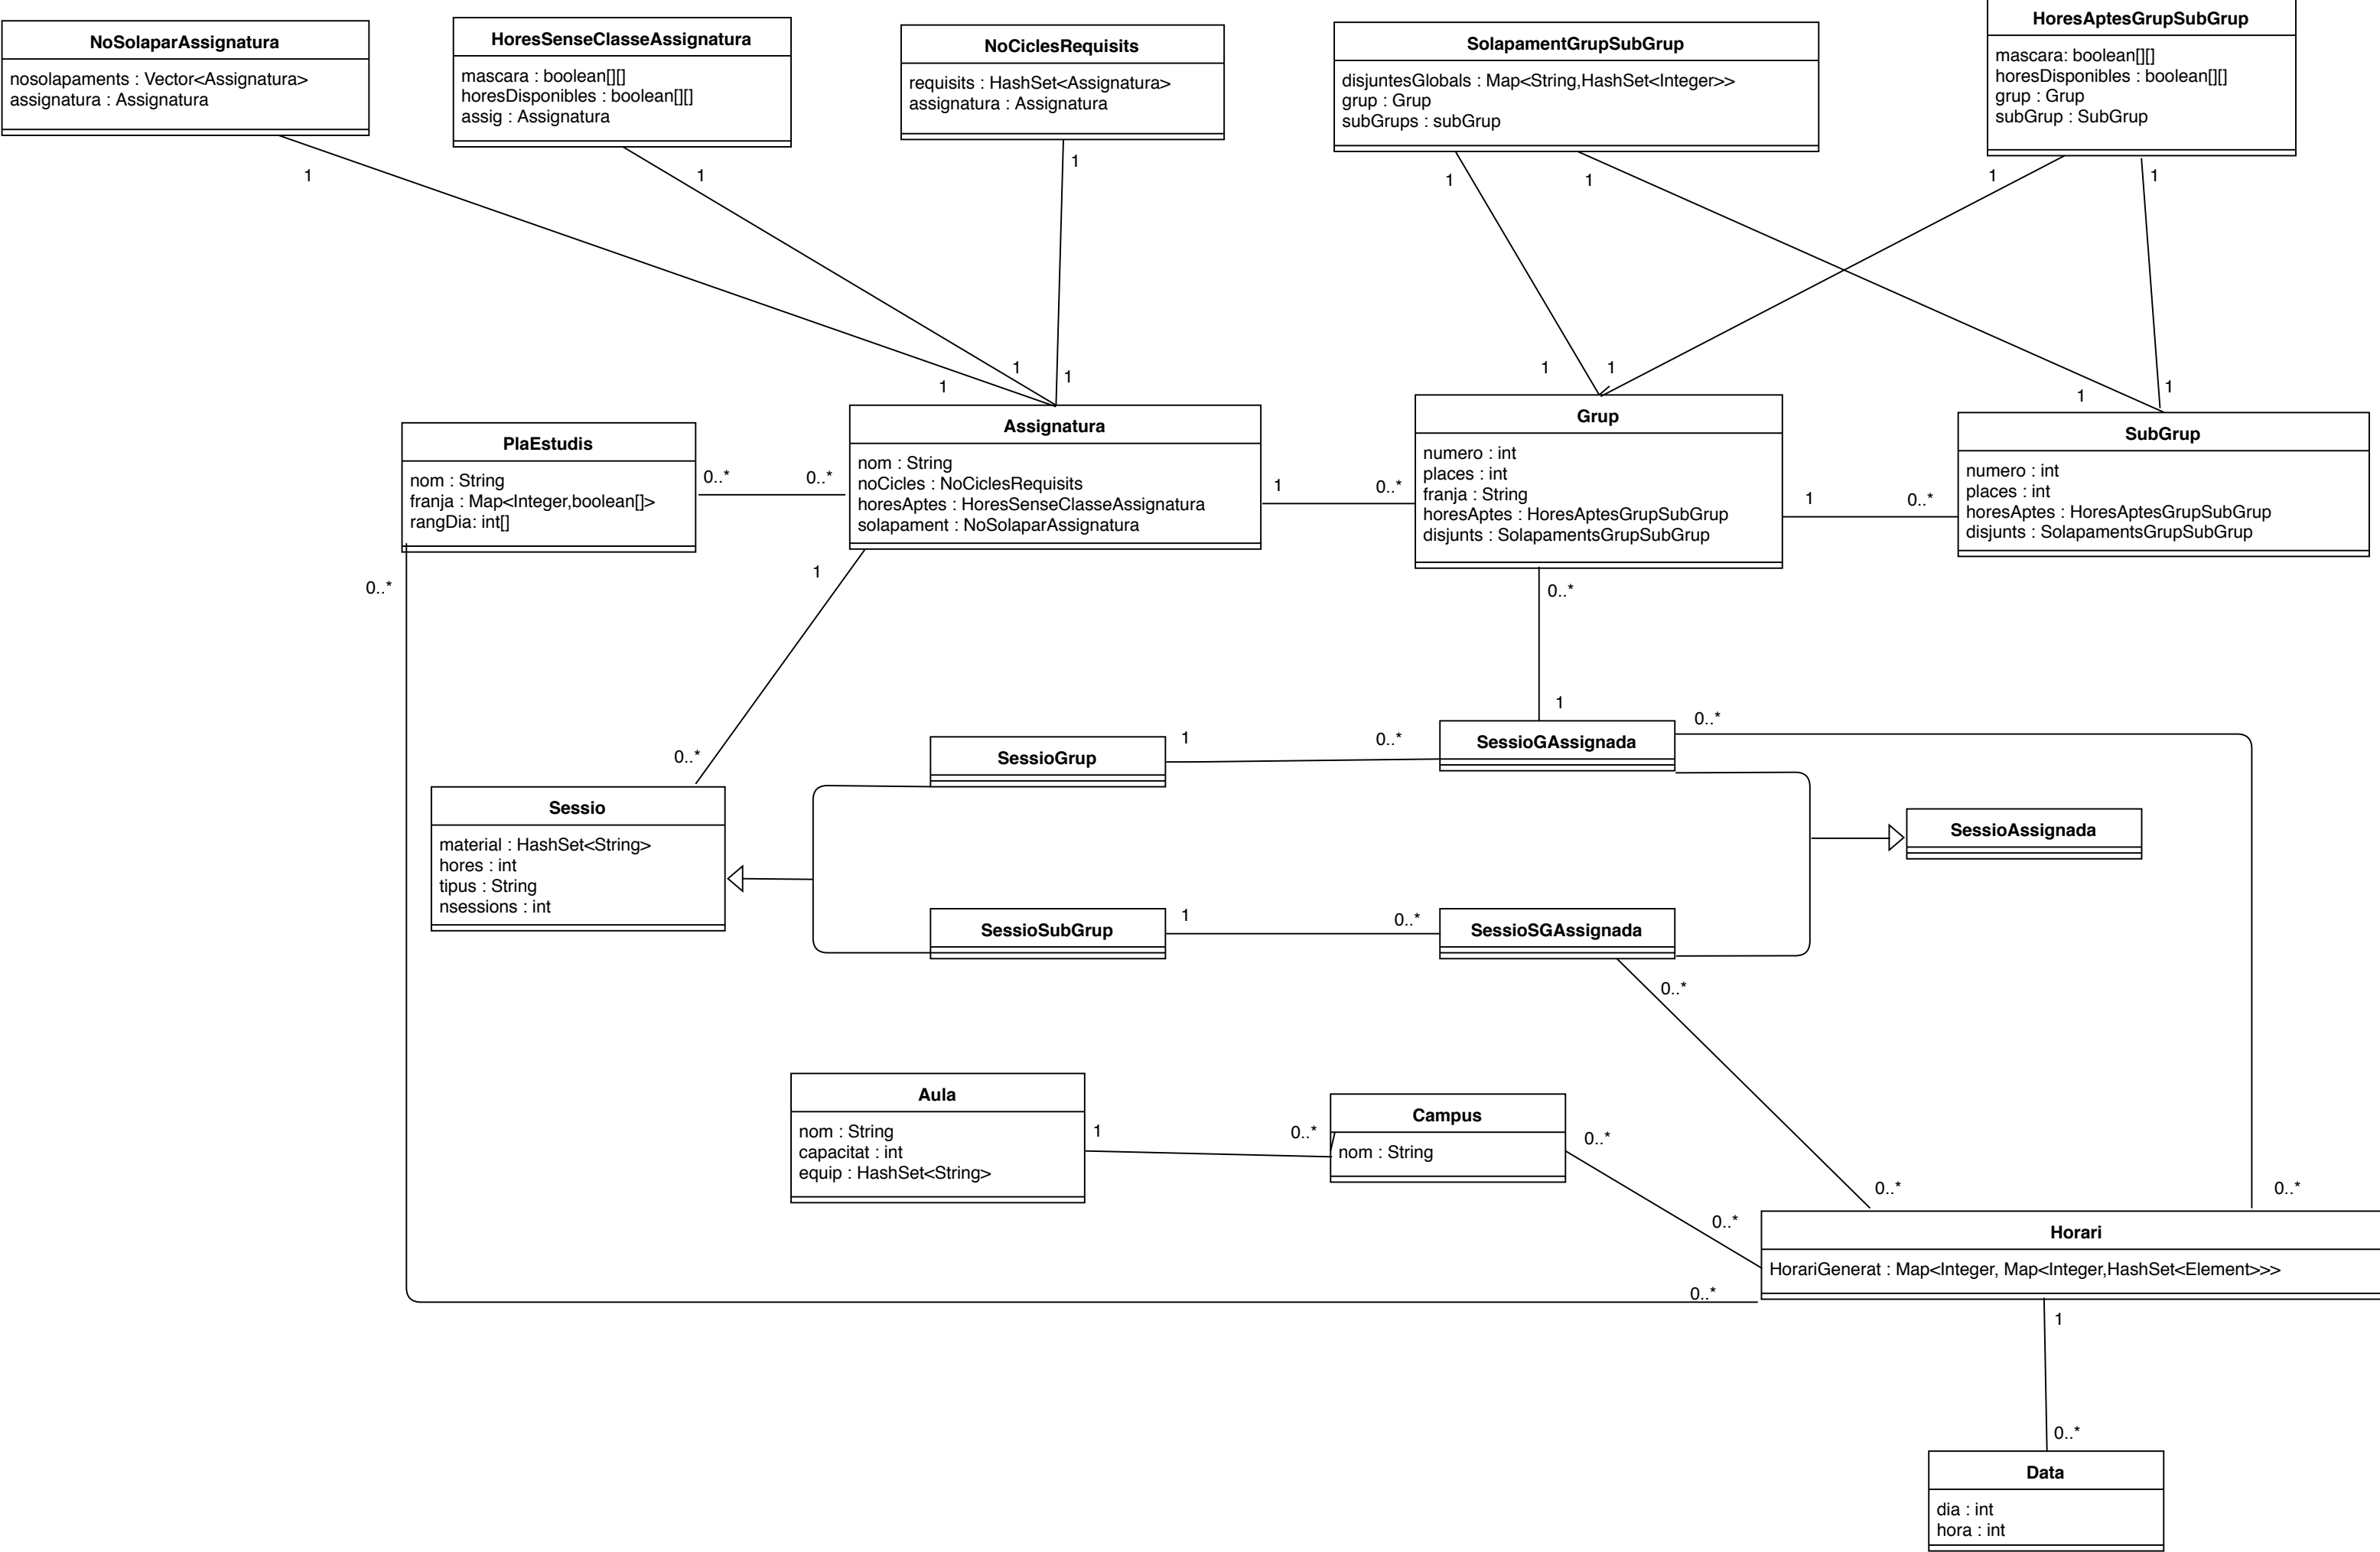 NoSolaparAssignatura
nosolapaments : Vector<Assignatura>
assignatura : Assignatura
HoresSenseClasseAssignatura
mascara : boolean[][]
horesDisponibles : boolean[][]
assig : Assignatura
NoCiclesRequisits
requisits : HashSet<Assignatura>
assignatura : Assignatura
SolapamentGrupSubGrup
disjuntesGlobals : Map<String,HashSet<Integer>>
grup : Grup
subGrups : subGrup
HoresAptesGrupSubGrup
mascara: boolean[][]
horesDisponibles : boolean[][]
grup : Grup
subGrup : SubGrup
1
1
1
1
1
1
1
1
1
1
1
1
1
1
PlaEstudis
nom : String
franja : Map<Integer,boolean[]>
rangDia: int[]
0..*
0..*
Assignatura
nom : String
noCicles : NoCiclesRequisits
horesAptes : HoresSenseClasseAssignatura
solapament : NoSolaparAssignatura
1
0..*
Grup
numero : int
places : int
franja : String
horesAptes : HoresAptesGrupSubGrup
disjunts : SolapamentsGrupSubGrup
1
0..*
SubGrup
numero : int
places : int
horesAptes : HoresAptesGrupSubGrup
disjunts : SolapamentsGrupSubGrup
0..*
1
0..*
1
0..*
0..*
Sessio
material : HashSet<String>
hores : int
tipus : String
nsessions : int
SessioGrup
1
0..*
SessioGAssignada
SessioAssignada
SessioSubGrup
1
0..*
SessioSGAssignada
0..*
Aula
nom : String
capacitat : int
equip : HashSet<String>
1
0..*
Campus
nom : String
0..*
0..*
0..*
0..*
0..*
Horari
HorariGenerat : Map<Integer, Map<Integer,HashSet<Element>>>
1
0..*
Data
dia : int
hora : int